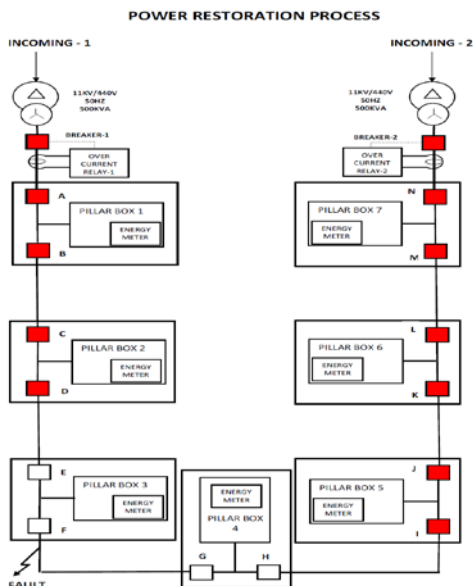 POWER RESTORATION PROCESS
INCOMING - 1
INCOMING - 2
11KV/440V
50HZ
500KVA
11KV/440V
50HZ
500KVA
BREAKER-1
BREAKER-2
OVER
CURRENT
RELAY-1
OVER
CURRENT
RELAY-2
A
PILLAR BOX 1
ENERGY
METER
B
N
PILLAR BOX 7
ENERGY
METER
M
C
PILLAR BOX 2
ENERGY
METER
D
L
PILLAR BOX 6
ENERGY
METER
K
E
PILLAR BOX 3
ENERGY
METER
F
ENERGY
METER
PILLAR BOX
4
G
H
J
PILLAR BOX 5
ENERGY
METER
I
FAULT